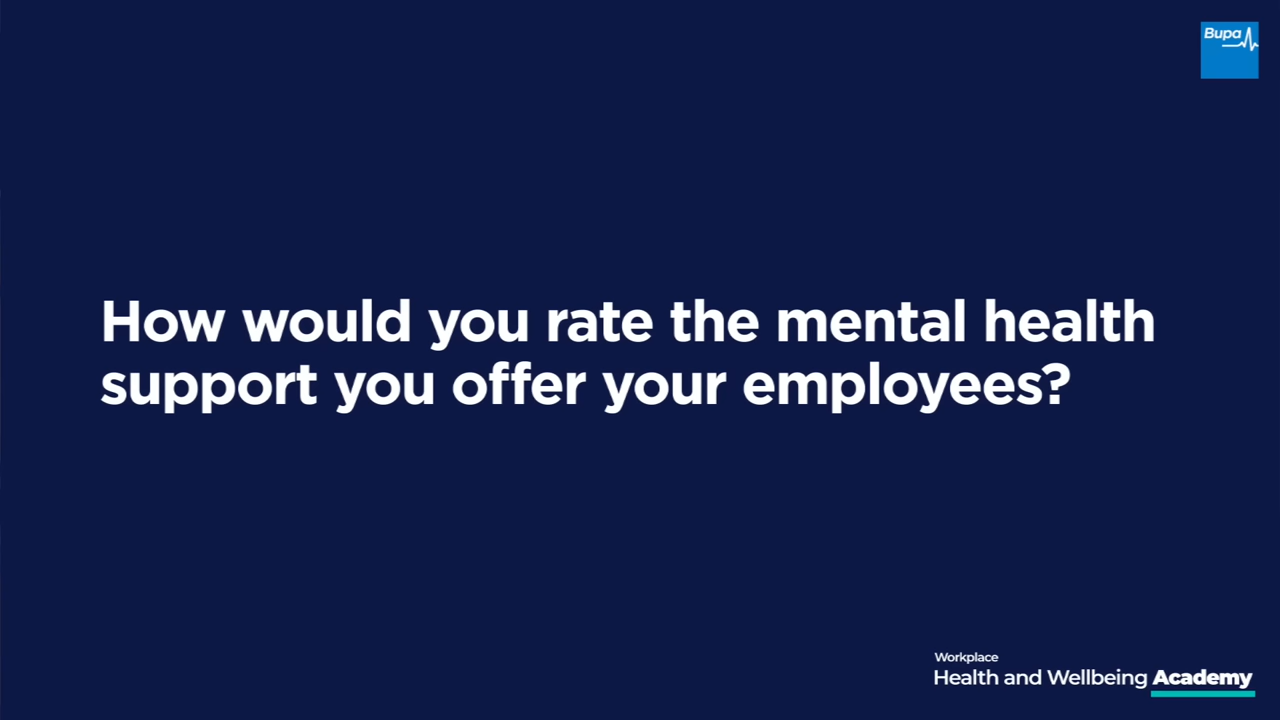 Bupa
How would you rate the mental health
support you offer your employees?
Workplace
Health and Wellbeing Academy